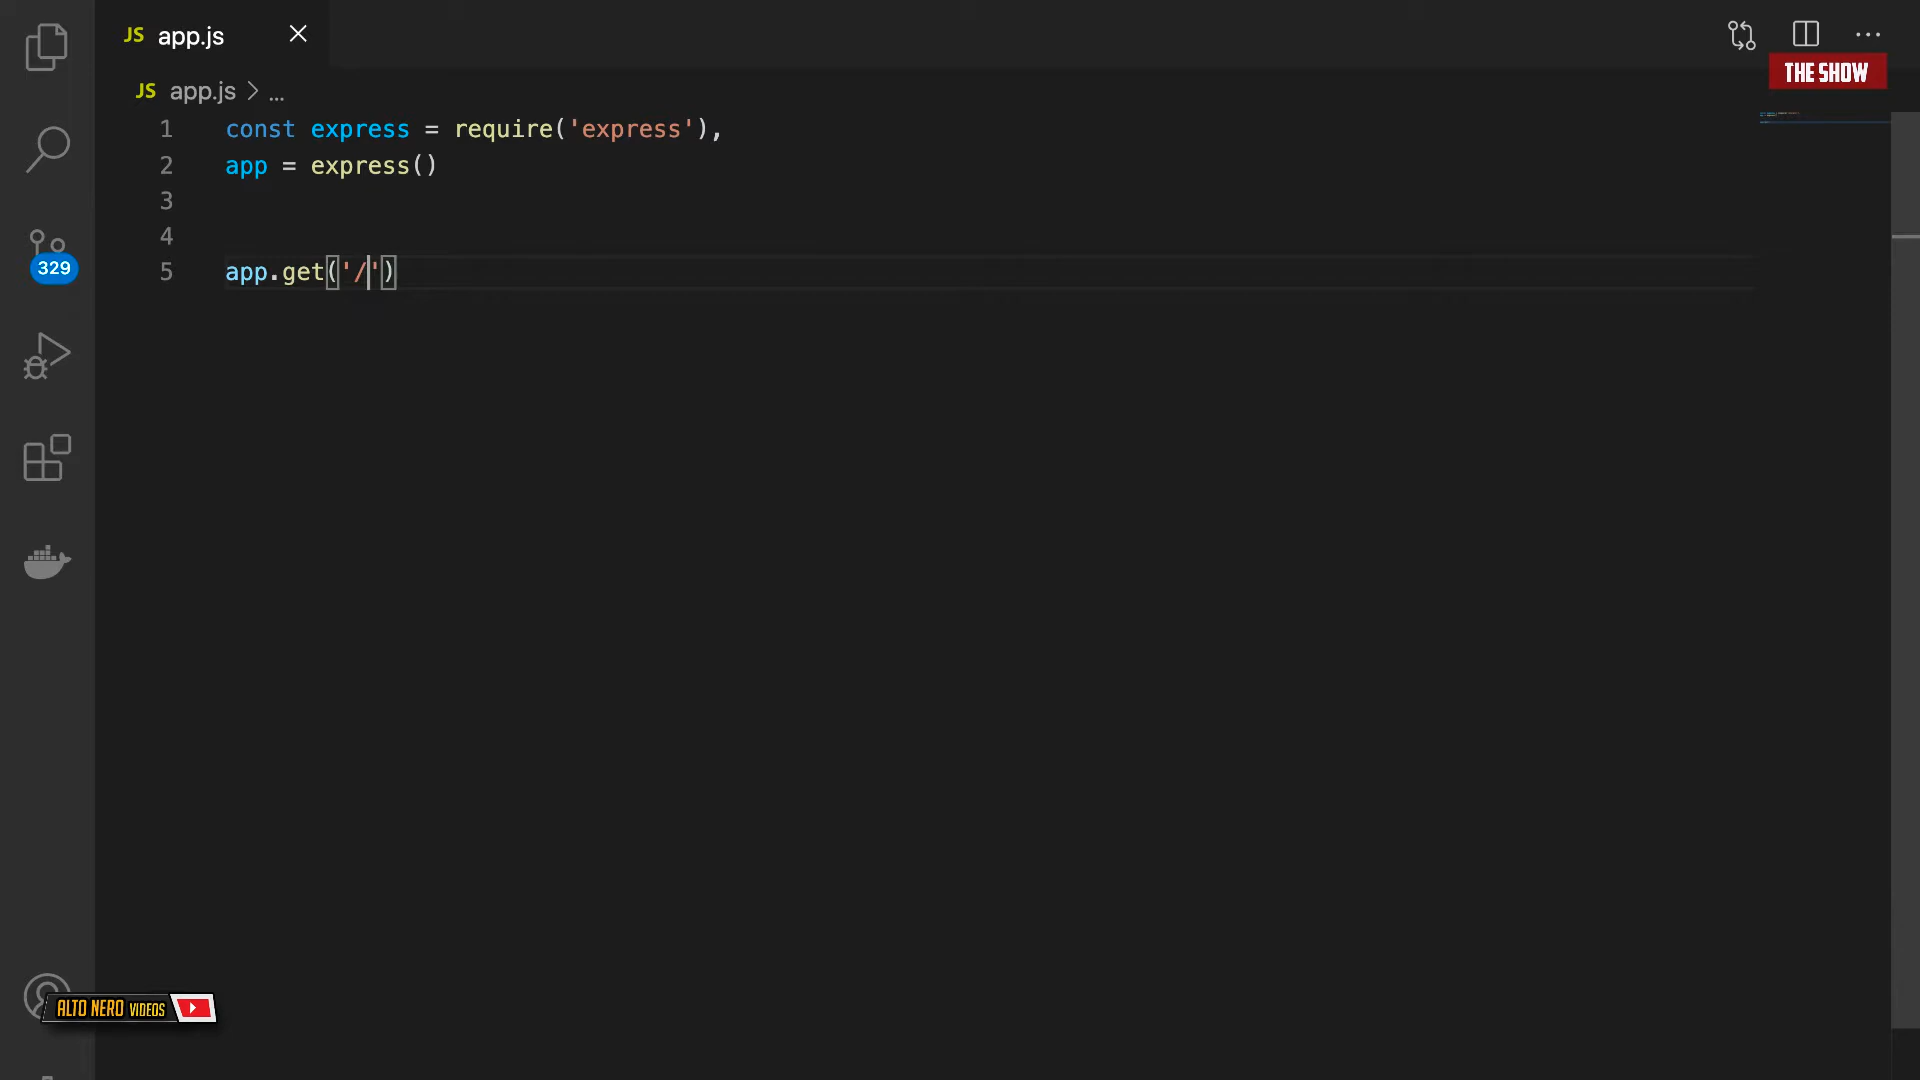 JS app.js
THE SHOW
JS app.js > ...
1 const express = require('express'),
2 app = express()
3
4
5 app.get('/')
329
ALTO NERO VIDEOS